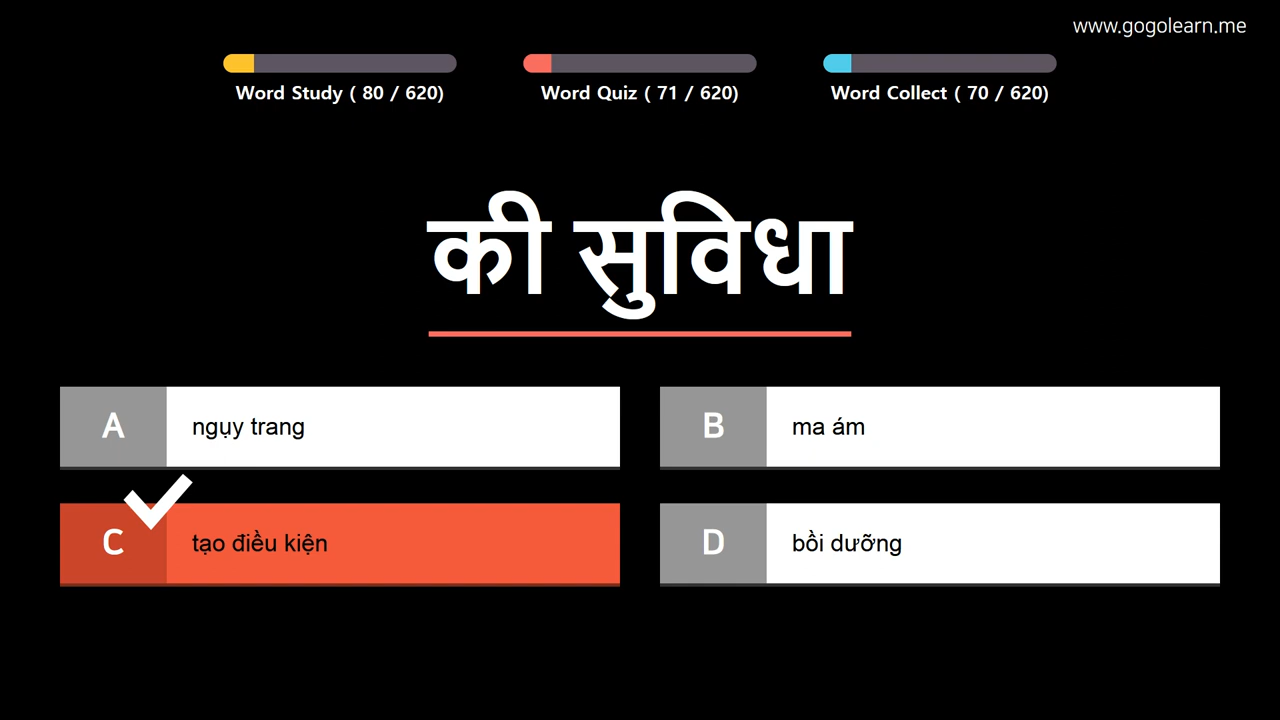 www.gogolearn.me
Word Study ( 80 / 620)
Word Quiz ( 71 / 620)
Word Collect ( 70 / 620)
की सुविधा
A
ngụy trang
B
ma ám
C
tạo điều kiện
D
bồi dưỡng